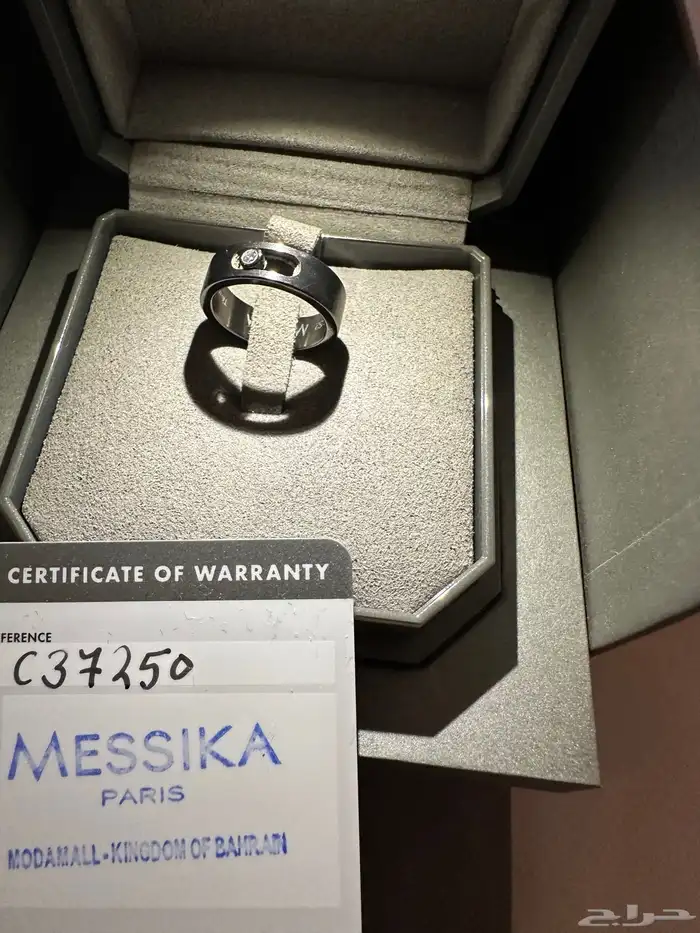 CERTIFICATE OF WARRANTY
FERENCE
C37250
MESSIKA
PARIS
MODAMALL-KINGDOM OF BAHRAIN
حراج